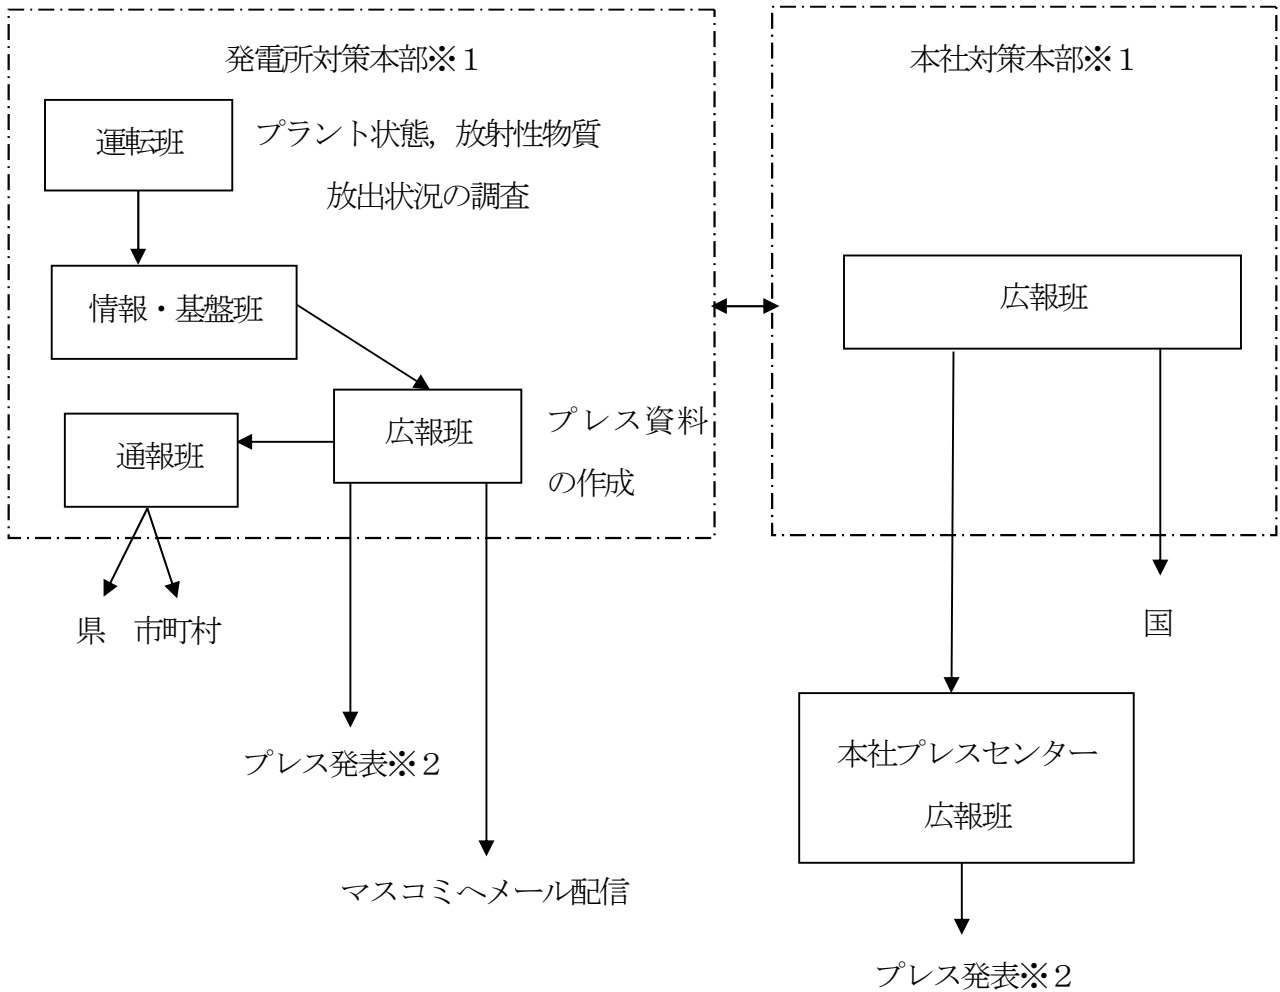 発電所対策本部※１
運転班
プラント状態，放射性物質
放出状況の調査
情報・基盤班
広報班
プレス資料
の作成
通報班
県　市町村
プレス発表※２
マスコミへメール配信
本社対策本部※１
広報班
国
本社プレスセンター
広報班
プレス発表※２